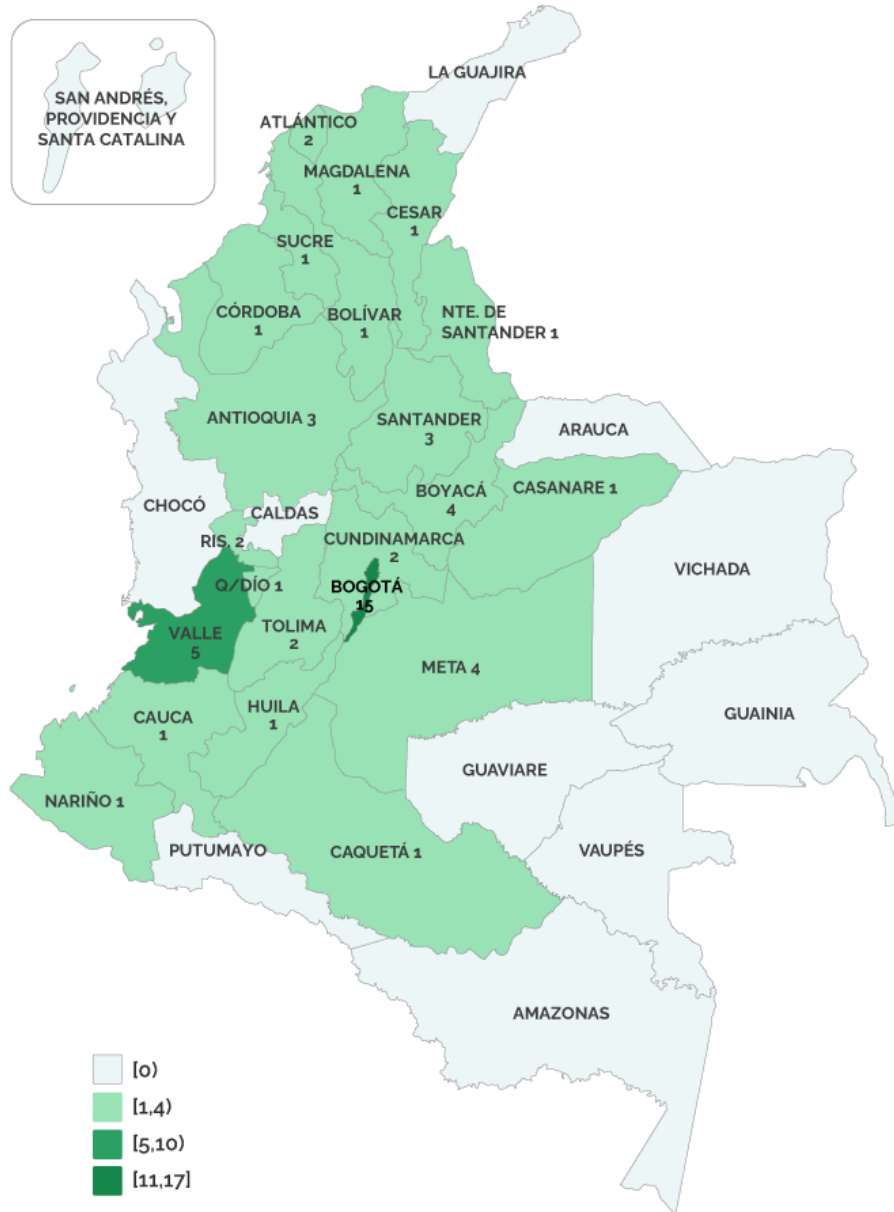 LA GUAJIRA
SAN ANDRÉS,
PROVIDENCIA Y
SANTA CATALINA
ATLÁNTICO
2
MAGDALENA
1
CESAR
1
SUCRE
1
CÓRDOBA
1
BOLÍVAR
1
NTE. DE
SANTANDER 1
ANTIOQUIA 3
SANTANDER
3
ARAUCA
BOYACÁ
4
CASANARE 1
CHOCÓ
CALDAS
RIS. 2
CUNDINAMARCA
2
VICHADA
Q/DÍO 1
BOGOTÁ
15
VALLE
5
TOLIMA
2
META 4
HUILA
1
CAUCA
1
GUAINIA
GUAVIARE
NARIÑO 1
PUTUMAYO
CAQUETÁ 1
VAUPÉS
AMAZONAS
[0)
[1,4)
[5,10)
[11,17]